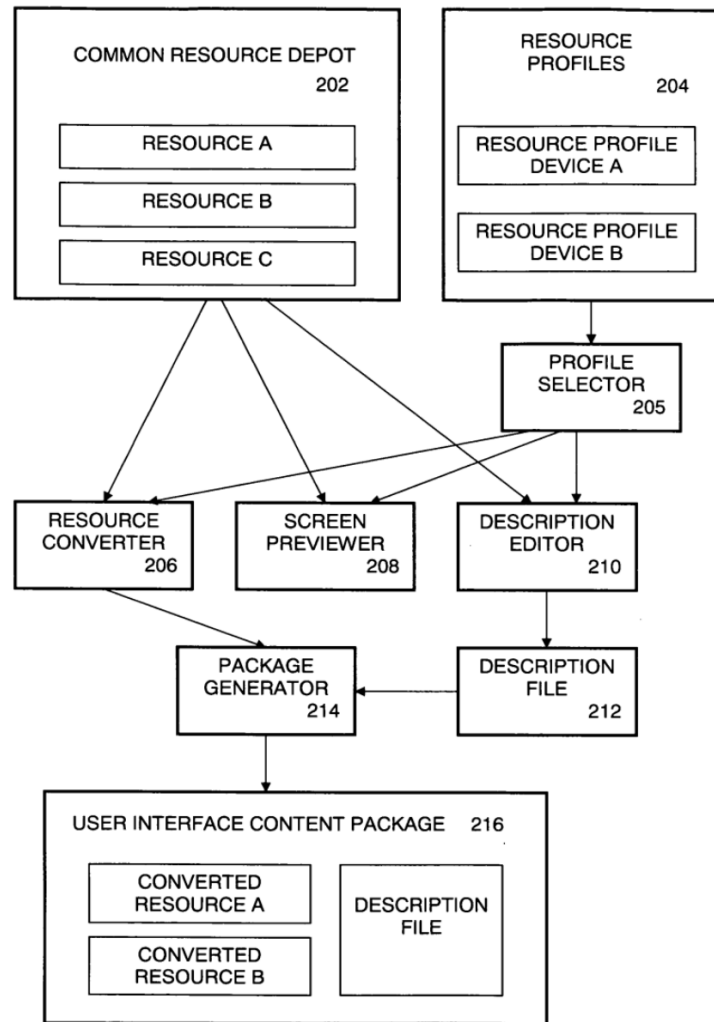 COMMON RESOURCE DEPOT
202
RESOURCE A
RESOURCE B
RESOURCE C
RESOURCE
PROFILES
204
RESOURCE PROFILE
DEVICE A
RESOURCE PROFILE
DEVICE B
PROFILE
SELECTOR
205
RESOURCE
CONVERTER
206
SCREEN
PREVIEWER
208
DESCRIPTION
EDITOR
210
PACKAGE
GENERATOR
214
DESCRIPTION
FILE
212
USER INTERFACE CONTENT PACKAGE 216
CONVERTED
RESOURCE A
CONVERTED
RESOURCE B
DESCRIPTION
FILE